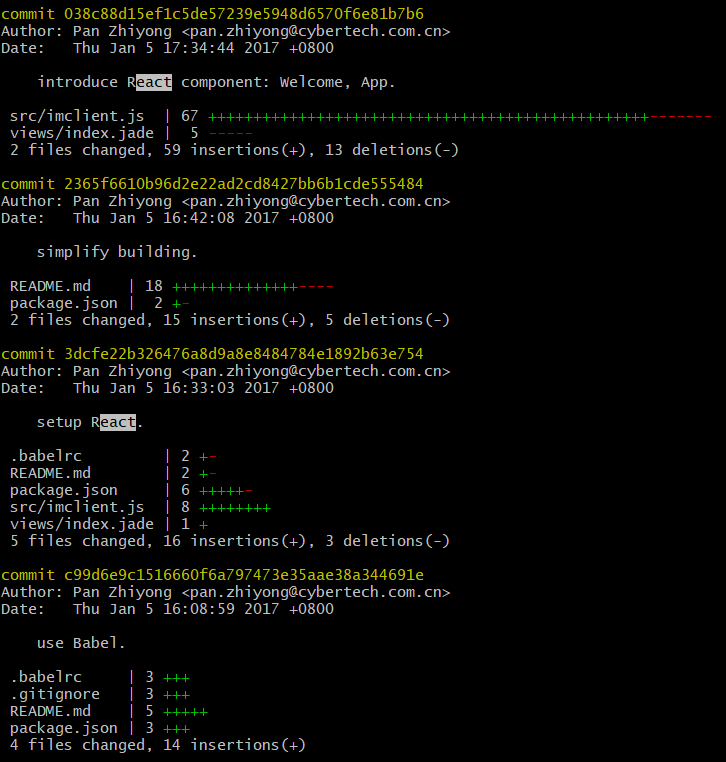 commit 038c88d15ef1c5de57239e5948d6570f6e81b7b6
Author: Pan Zhiyong <pan.zhiyong@cybertech.com.cn>
Date:   Thu Jan 5 17:34:44 2017 +0800
    introduce React component: Welcome, App.
 src/imclient.js  | 67 +++++++++++++++++++++++++++++++++++++++++++++++++-------
 views/index.jade |  5 -----
 2 files changed, 59 insertions(+), 13 deletions(-)
commit 2365f6610b96d2e22ad2cd8427bb6b1cde555484
Author: Pan Zhiyong <pan.zhiyong@cybertech.com.cn>
Date:   Thu Jan 5 16:42:08 2017 +0800
    simplify building.
 README.md    | 18 ++++++++++++++----
 package.json |  2 +-
 2 files changed, 15 insertions(+), 5 deletions(-)
commit 3dcfe22b326476a8d9a8e8484784e1892b63e754
Author: Pan Zhiyong <pan.zhiyong@cybertech.com.cn>
Date:   Thu Jan 5 16:33:03 2017 +0800
    setup React.
 .babelrc         | 2 +-
 README.md        | 2 +-
 package.json     | 6 +++++-
 src/imclient.js  | 8 ++++++++
 views/index.jade | 1 +
 5 files changed, 16 insertions(+), 3 deletions(-)
commit c99d6e9c1516660f6a797473e35aae38a344691e
Author: Pan Zhiyong <pan.zhiyong@cybertech.com.cn>
Date:   Thu Jan 5 16:08:59 2017 +0800
    use Babel.
 .babelrc     | 3 +++
 .gitignore   | 3 +++
 README.md    | 5 +++++
 package.json | 3 +++
 4 files changed, 14 insertions(+)